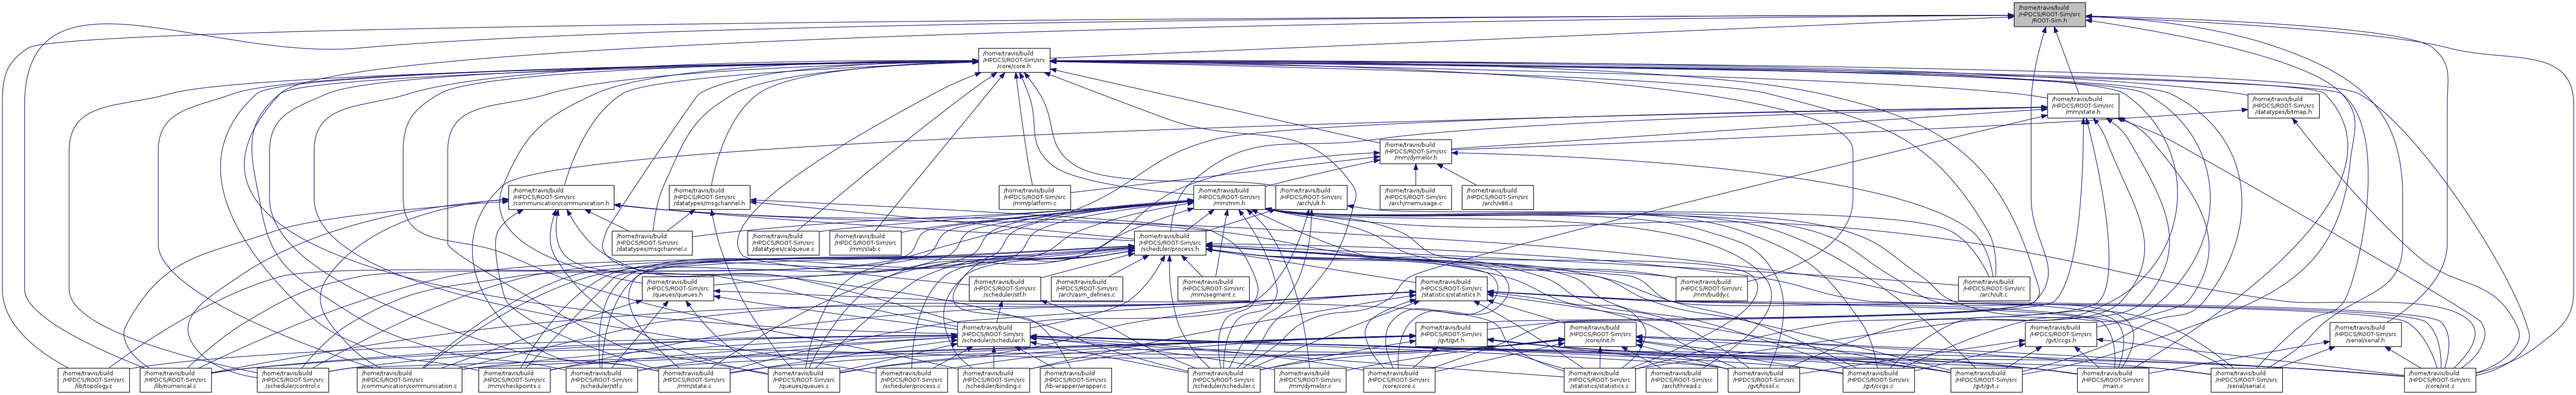 /home/travis/build
/HPDCS/ROOT-Sim/src
/ROOT-Sim.h
/home/travis/build
/HPDCS/ROOT-Sim/src
/core/core.h
/home/travis/build
/HPDCS/ROOT-Sim/src
/mm/state.h
/home/travis/build
/HPDCS/ROOT-Sim/src
/datatypes/bitmap.h
/home/travis/build
/HPDCS/ROOT-Sim/src
/mm/dymelor.h
/home/travis/build
/HPDCS/ROOT-Sim/src
/communication/communication.h
/home/travis/build
/HPDCS/ROOT-Sim/src
/datatypes/msgchannel.h
/home/travis/build
/HPDCS/ROOT-Sim/src
/mm/platform.c
/home/travis/build
/HPDCS/ROOT-Sim/src
/mm/mm.h
/home/travis/build
/HPDCS/ROOT-Sim/src
/arch/ult.h
/home/travis/build
/HPDCS/ROOT-Sim/src
/arch/memusage.c
/home/travis/build
/HPDCS/ROOT-Sim/src
/arch/x86.c
/home/travis/build
/HPDCS/ROOT-Sim/src
/datatypes/msgchannel.c
/home/travis/build
/HPDCS/ROOT-Sim/src
/datatypes/calqueue.c
/home/travis/build
/HPDCS/ROOT-Sim/src
/mm/slab.c
/home/travis/build
/HPDCS/ROOT-Sim/src
/scheduler/process.h
/home/travis/build
/HPDCS/ROOT-Sim/src
/queues/queues.h
/home/travis/build
/HPDCS/ROOT-Sim/src
/scheduler/stf.h
/home/travis/build
/HPDCS/ROOT-Sim/src
/arch/asm_defines.c
/home/travis/build
/HPDCS/ROOT-Sim/src
/mm/segment.c
/home/travis/build
/HPDCS/ROOT-Sim/src
/statistics/statistics.h
/home/travis/build
/HPDCS/ROOT-Sim/src
/mm/buddy.c
/home/travis/build
/HPDCS/ROOT-Sim/src
/arch/ult.c
/home/travis/build
/HPDCS/ROOT-Sim/src
/scheduler/scheduler.h
/home/travis/build
/HPDCS/ROOT-Sim/src
/gvt/gvt.h
/home/travis/build
/HPDCS/ROOT-Sim/src
/core/init.h
/home/travis/build
/HPDCS/ROOT-Sim/src
/gvt/ccgs.h
/home/travis/build
/HPDCS/ROOT-Sim/src
/serial/serial.h
/home/travis/build
/HPDCS/ROOT-Sim/src
/lib/topology.c
/home/travis/build
/HPDCS/ROOT-Sim/src
/lib/numerical.c
/home/travis/build
/HPDCS/ROOT-Sim/src
/scheduler/control.c
/home/travis/build
/HPDCS/ROOT-Sim/src
/communication/communication.c
/home/travis/build
/HPDCS/ROOT-Sim/src
/mm/checkpoints.c
/home/travis/build
/HPDCS/ROOT-Sim/src
/scheduler/stf.c
/home/travis/build
/HPDCS/ROOT-Sim/src
/mm/state.c
/home/travis/build
/HPDCS/ROOT-Sim/src
/queues/queues.c
/home/travis/build
/HPDCS/ROOT-Sim/src
/scheduler/process.c
/home/travis/build
/HPDCS/ROOT-Sim/src
/scheduler/binding.c
/home/travis/build
/HPDCS/ROOT-Sim/src
/lib-wrapper/wrapper.c
/home/travis/build
/HPDCS/ROOT-Sim/src
/scheduler/scheduler.c
/home/travis/build
/HPDCS/ROOT-Sim/src
/mm/dymelor.c
/home/travis/build
/HPDCS/ROOT-Sim/src
/core/core.c
/home/travis/build
/HPDCS/ROOT-Sim/src
/statistics/statistics.c
/home/travis/build
/HPDCS/ROOT-Sim/src
/arch/thread.c
/home/travis/build
/HPDCS/ROOT-Sim/src
/gvt/fossil.c
/home/travis/build
/HPDCS/ROOT-Sim/src
/gvt/ccgs.c
/home/travis/build
/HPDCS/ROOT-Sim/src
/gvt/gvt.c
/home/travis/build
/HPDCS/ROOT-Sim/src
/main.c
/home/travis/build
/HPDCS/ROOT-Sim/src
/serial/serial.c
/home/travis/build
/HPDCS/ROOT-Sim/src
/core/init.c